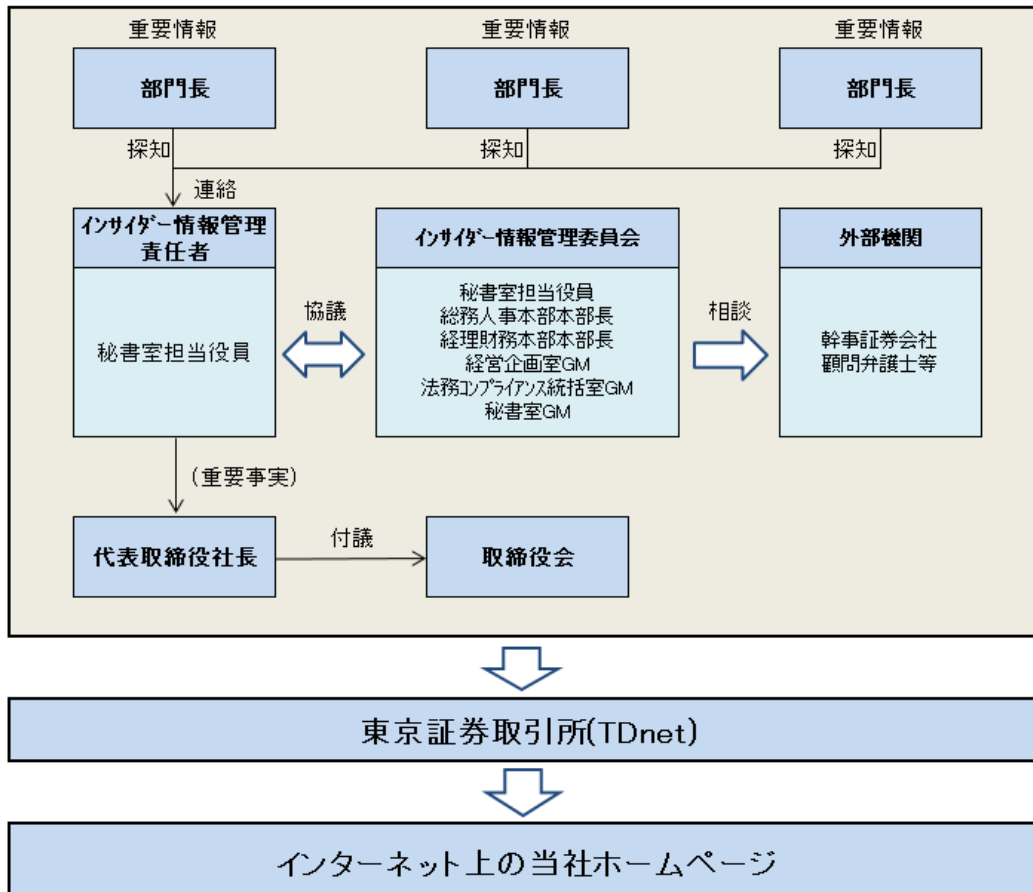 重要情報
重要情報
重要情報
部門長
部門長
部門長
探知
探知
探知
連絡
インサイダー情報管理
責任者
秘書室担当役員
協議
インサイダー情報管理委員会
秘書室担当役員
総務人事本部本部長
経理財務本部本部長
経営企画室GM
法務コンプライアンス統括室GM
秘書室GM
相談
外部機関
幹事証券会社
顧問弁護士等
(重要事実)
代表取締役社長
付議
取締役会
東京証券取引所(TDnet)
インターネット上の当社ホームページ